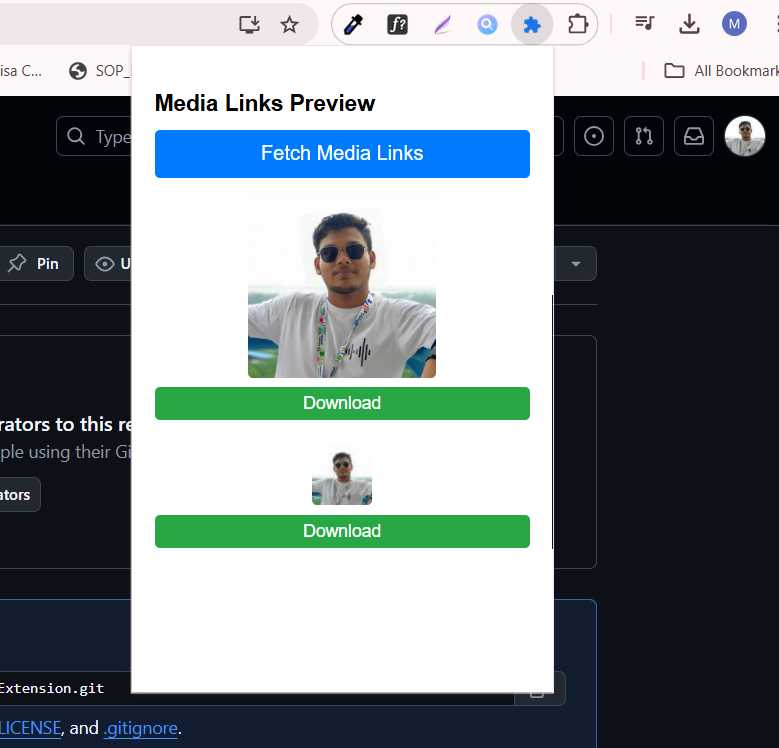 f?
M
isa C...
SOP_
All Bookmark
Media Links Preview
Type
Fetch Media Links
Pin
U
Download
rators to this re
ple using their Gi
ators
Download
Extension.git
LICENSE, and .gitignore.